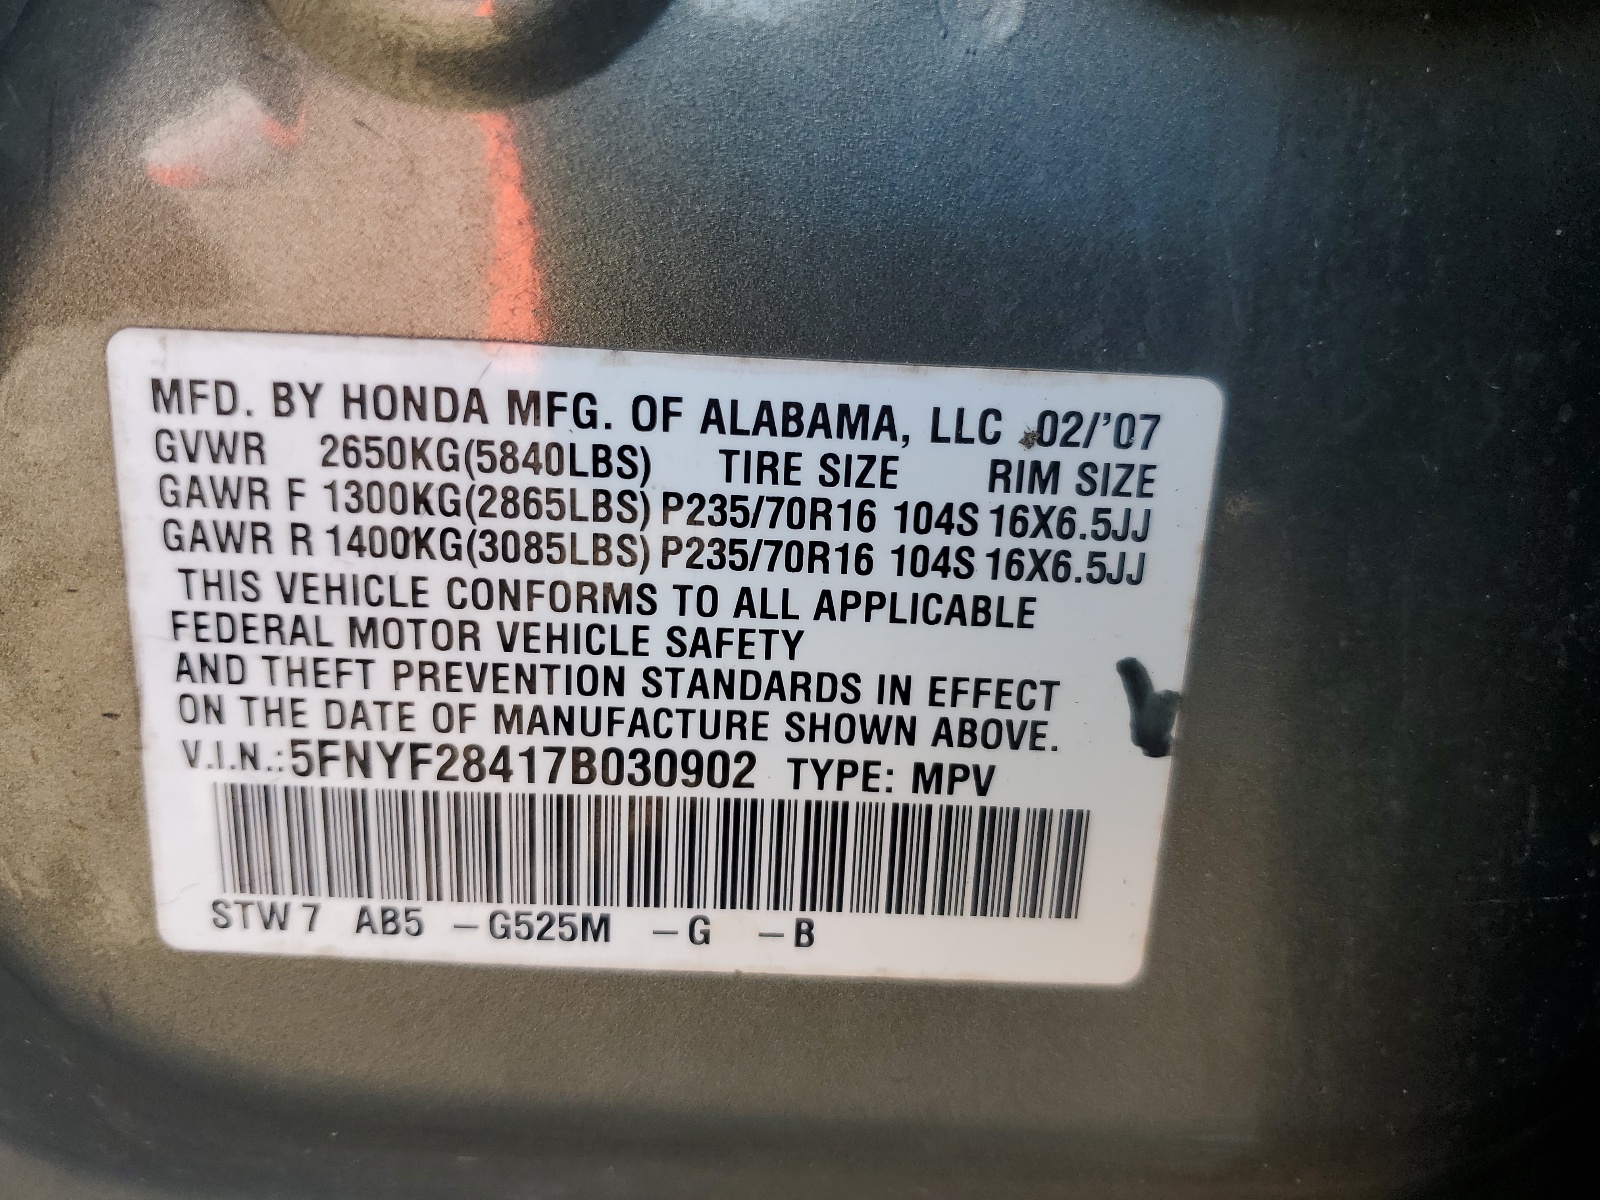 MFD. BY HONDA MFG. OF ALABAMA, LLC 02/'07
GVWR 2650KG(5840LBS) TIRE SIZE RIM SIZE
GAWR F 1300KG(2865LBS) P235/70R16 104S 16X6.5JJ
GAWR R 1400KG(3085LBS) P235/70R16 104S 16X6.5JJ
THIS VEHICLE CONFORMS TO ALL APPLICABLE
FEDERAL MOTOR VEHICLE SAFETY
AND THEFT PREVENTION STANDARDS IN EFFECT
ON THE DATE OF MANUFACTURE SHOWN ABOVE.
V.I.N.:5FNYF28417B030902 TYPE: MPV
STW7 AB5 –G525M –G –B